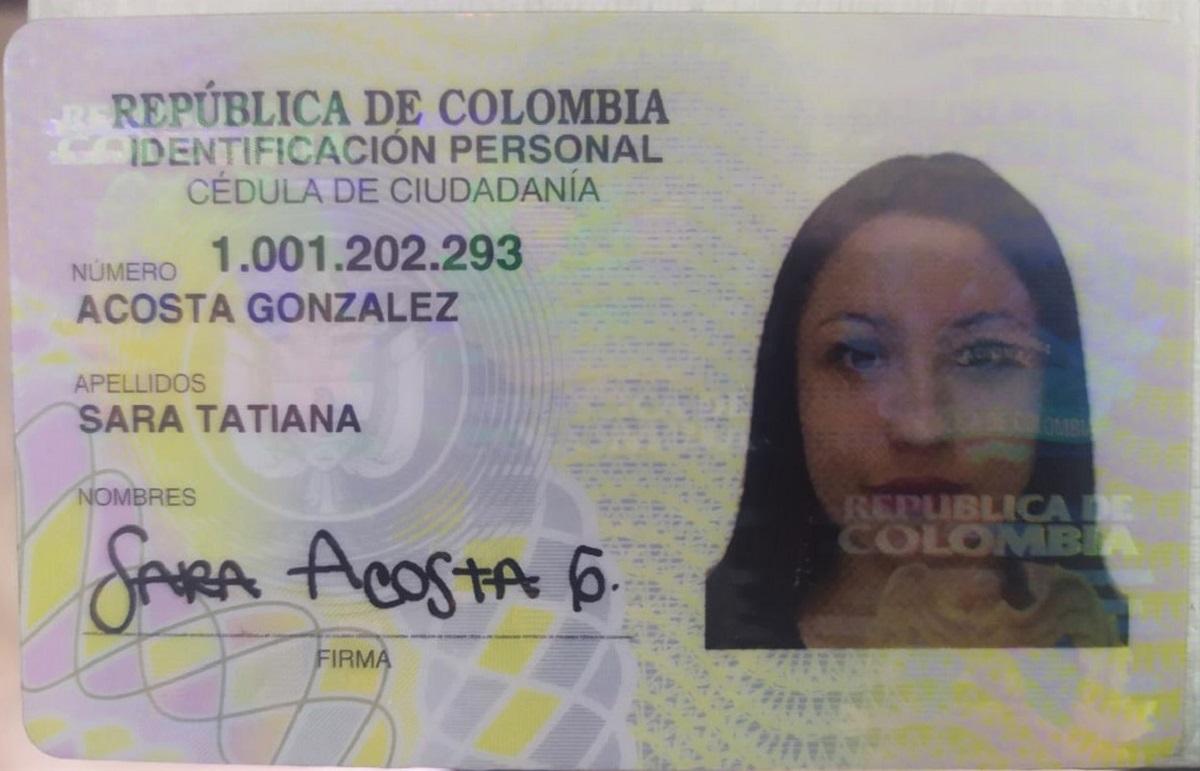 REPÚBLICA DE COLOMBIA
IDENTIFICACIÓN PERSONAL
CÉDULA DE CIUDADANÍA
NÚMERO 1.001.202.293
ACOSTA GONZALEZ
APELLIDOS
SARA TATIANA
NOMBRES
SARA ACOSTA G.
FIRMA
REPUBLICA DE
COLOMBIA